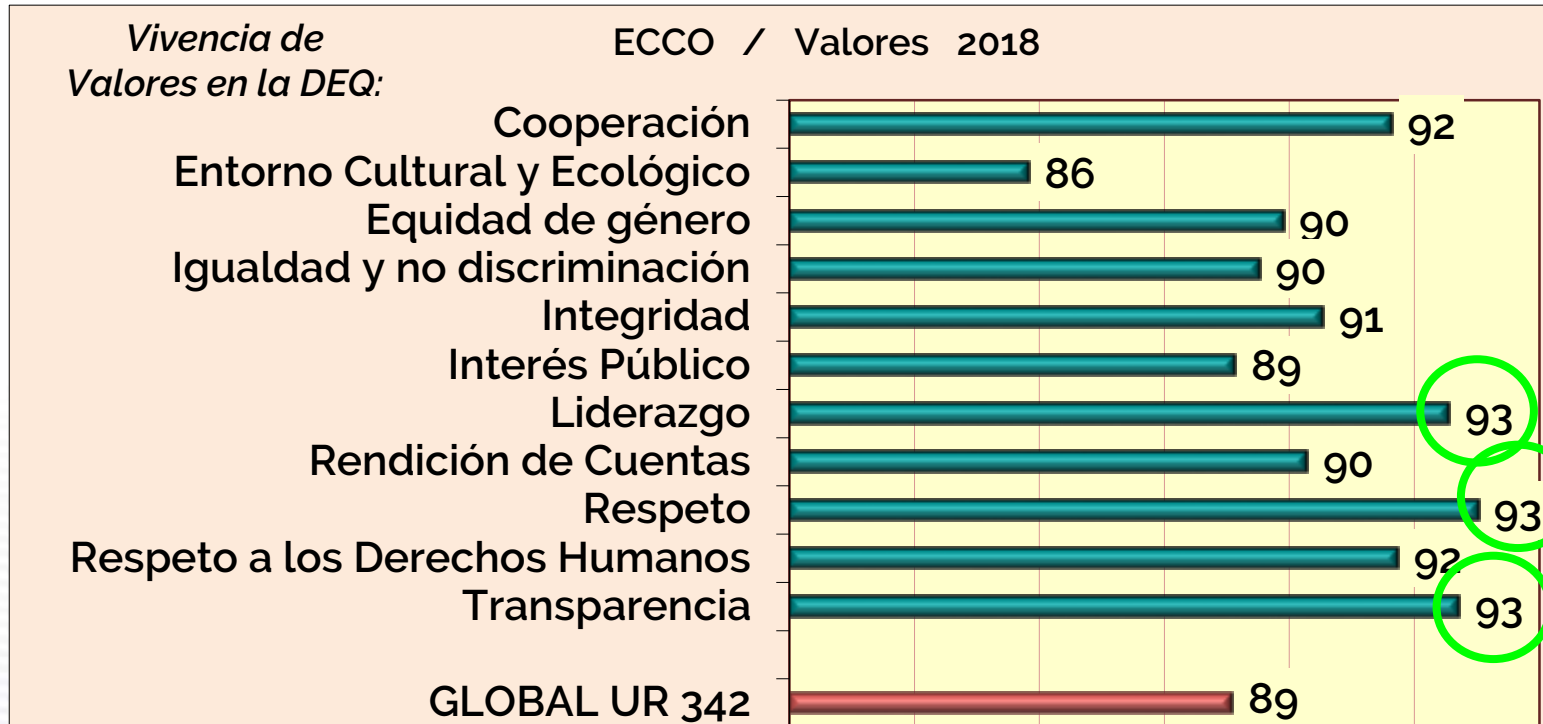 Vivencia de
Valores en la DEQ:
ECCO / Valores 2018
Cooperación 92
Entorno Cultural y Ecológico 86
Equidad de género 90
Igualdad y no discriminación 90
Integridad 91
Interés Público 89
Liderazgo 93
Rendición de Cuentas 90
Respeto 93
Respeto a los Derechos Humanos 92
Transparencia 93
GLOBAL UR 342 89